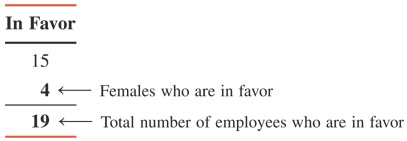 In Favor
15
4 ← Females who are in favor
19 ← Total number of employees who are in favor